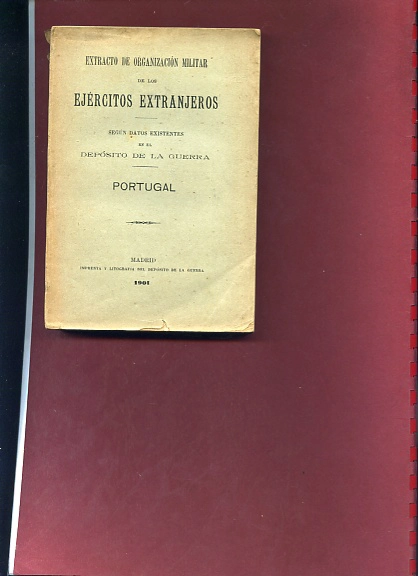 EXTRACTO DE ORGANIZACIÓN MILITAR
DE LOS
EJÉRCITOS EXTRANJEROS
SEGÚN DATOS EXISTENTES
EN EL
DEPÓSITO DE LA GUERRA
PORTUGAL
MADRID
IMPRENTA Y LITOGRAFÍA DEL DEPÓSITO DE LA GUERRA
1901